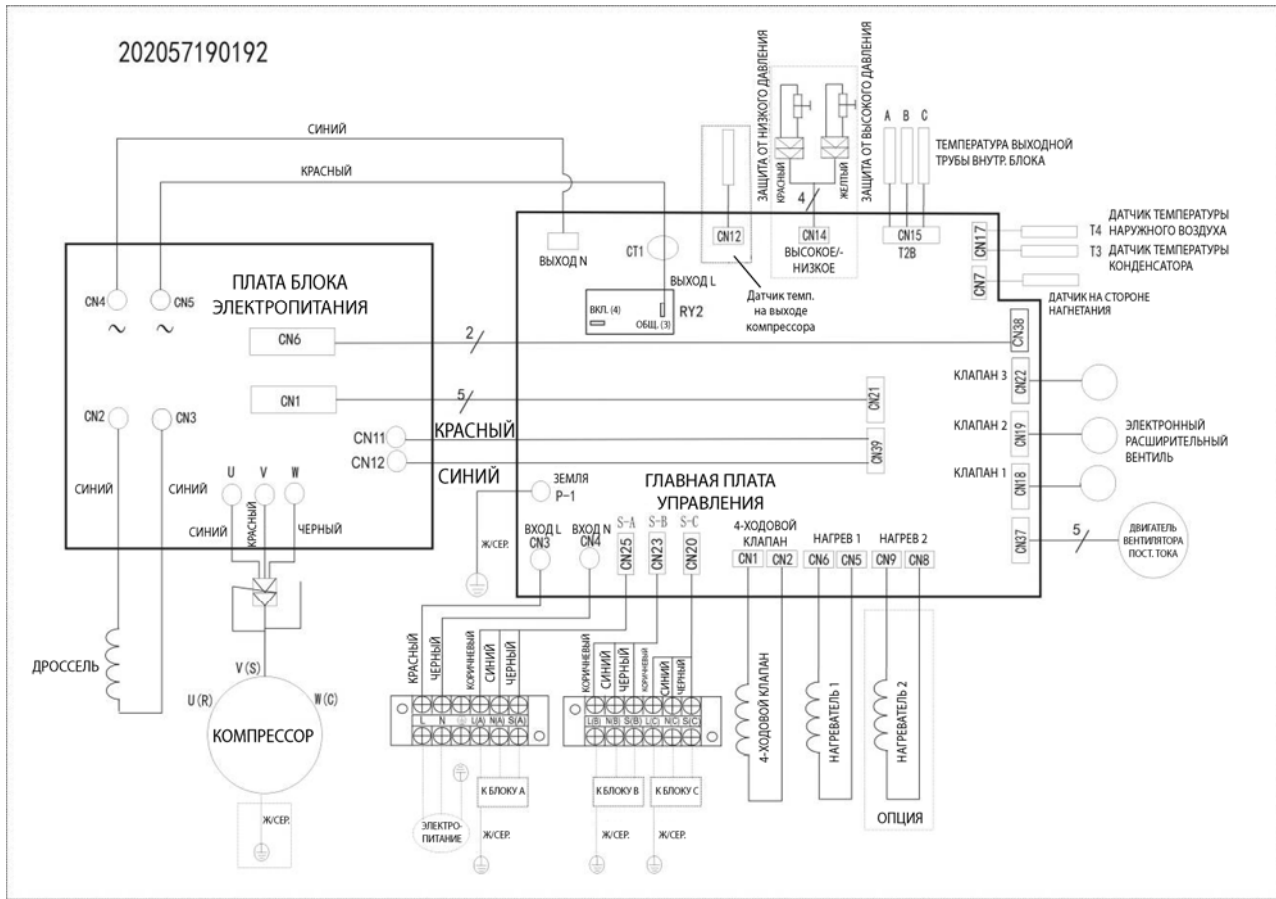 202057190192
СИНИЙ
КРАСНЫЙ
ЗАЩИТА ОТ НИЗКОГО ДАВЛЕНИЯ
КРАСНЫЙ
ЖЕЛТЫЙ
ЗАЩИТА ОТ ВЫСОКОГО ДАВЛЕНИЯ
4
A B C
ТЕМПЕРАТУРА ВЫХОДНОЙ
ТРУБЫ ВНУТР. БЛОКА
CN12
CN14
ВЫСОКОЕ/-
НИЗКОЕ
CN15
T2B
CN17
T4
ДАТЧИК ТЕМПЕРАТУРЫ
НАРУЖНОГО ВОЗДУХА
T3
ДАТЧИК ТЕМПЕРАТУРЫ
КОНДЕНСАТОРА
CN7
ДАТЧИК НА СТОРОНЕ
НАГНЕТАНИЯ
Датчик темп.
на выходе
компрессора
ВЫХОД N
CT1
ВЫХОД L
ВКЛ. (4)
ОБЩ. (3)
RY2
ПЛАТА БЛОКА
ЭЛЕКТРОПИТАНИЯ
CN4
CN5
CN6
2
CN38
CN1
5
CN21
CN2
CN3
CN11
КРАСНЫЙ
CN12
СИНИЙ
CN39
КЛАПАН 3
CN22
КЛАПАН 2
CN19
КЛАПАН 1
CN18
ЭЛЕКТРОННЫЙ
РАСШИРИТЕЛЬНЫЙ
ВЕНТИЛЬ
CN37
5
ДВИГАТЕЛЬ
ВЕНТИЛЯТОРА
ПОСТ. ТОКА
U V W
СИНИЙ
СИНИЙ
СИНИЙ
КРАСНЫЙ
ЧЕРНЫЙ
ЗЕМЛЯ
P-1
Ж/СЕР.
ГЛАВНАЯ ПЛАТА
УПРАВЛЕНИЯ
ВХОД L
CN3
ВХОД N
CN4
S-A
CN25
S-B
CN23
S-C
CN20
4-ХОДОВОЙ
КЛАПАН
CN1 CN2
НАГРЕВ 1
CN6 CN5
НАГРЕВ 2
CN9 CN8
ДРОССЕЛЬ
V(S)
U(R)
W(C)
КОМПРЕССОР
Ж/СЕР.
КРАСНЫЙ
ЧЕРНЫЙ
КОРИЧНЕВЫЙ
СИНИЙ
ЧЕРНЫЙ
КОРИЧНЕВЫЙ
СИНИЙ
ЧЕРНЫЙ
КОРИЧНЕВЫЙ
СИНИЙ
ЧЕРНЫЙ
L N L(A) N(A) S(A)
L(B) N(B) S(B) L(C) N(C) S(C)
ЭЛЕКТРО-
ПИТАНИЕ
К БЛОКУ A
Ж/СЕР.
К БЛОКУ B
Ж/СЕР.
К БЛОКУ C
Ж/СЕР.
4-ХОДОВОЙ КЛАПАН
НАГРЕВАТЕЛЬ 1
НАГРЕВАТЕЛЬ 2
ОПЦИЯ